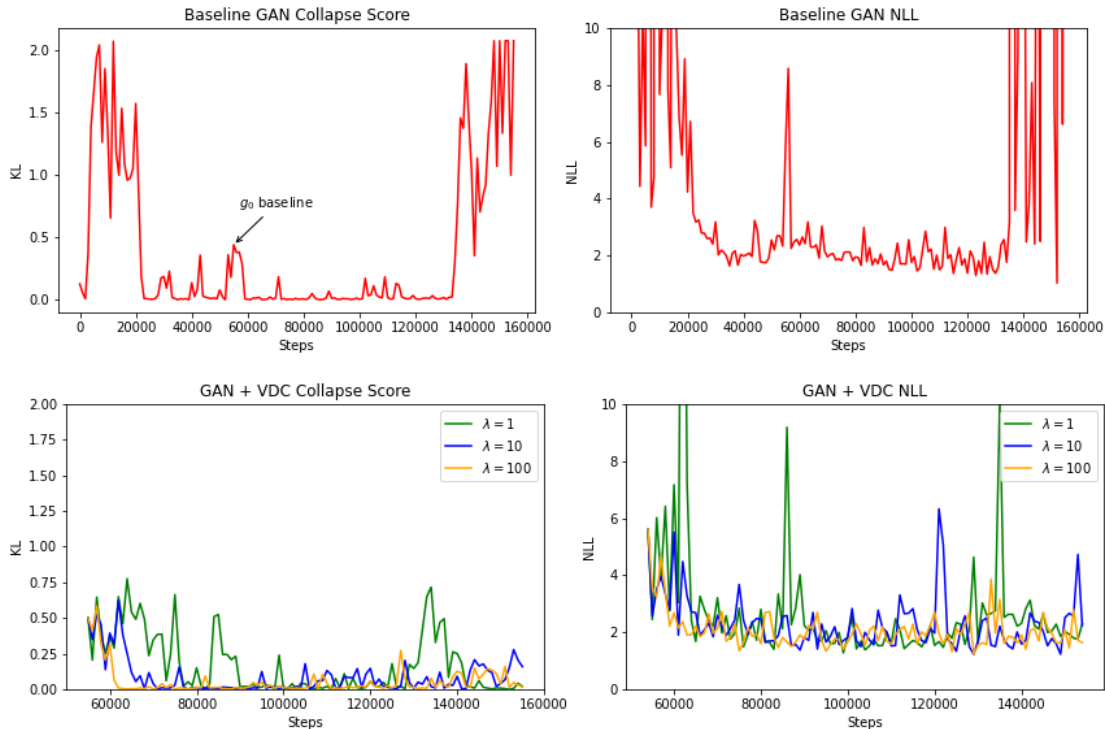 Baseline GAN Collapse Score
KL
2.0
1.5
1.0
0.5
0.0
g₀ baseline
0
20000
40000
60000
80000
100000
120000
140000
160000
Steps
Baseline GAN NLL
NLL
10
8
6
4
2
0
0
20000
40000
60000
80000
100000
120000
140000
160000
Steps
GAN + VDC Collapse Score
KL
2.00
1.75
1.50
1.25
1.00
0.75
0.50
0.25
0.00
λ = 1
λ = 10
λ = 100
60000
80000
100000
120000
140000
160000
Steps
GAN + VDC NLL
NLL
10
8
6
4
2
0
λ = 1
λ = 10
λ = 100
60000
80000
100000
120000
140000
Steps